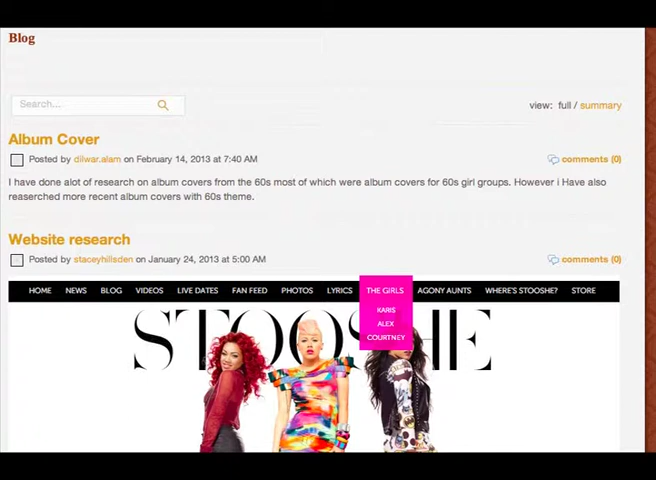 Blog
Search...
view: full / summary
Album Cover
Posted by dilwar.alam on February 14, 2013 at 7:40 AM
comments (0)
I have done alot of research on album covers from the 60s most of which were album covers for 60s girl groups. However i Have also
reaserched more recent album covers with 60s theme.
Website research
Posted by staceyhillsden on January 24, 2013 at 5:00 AM
comments (0)
HOME NEWS BLOG VIDEOS LIVE DATES FAN FEED PHOTOS LYRICS THE GIRLS AGONY AUNTS WHERE'S STOOSHE? STORE
KARIS
ALEX
COURTNEY
STOOSHE